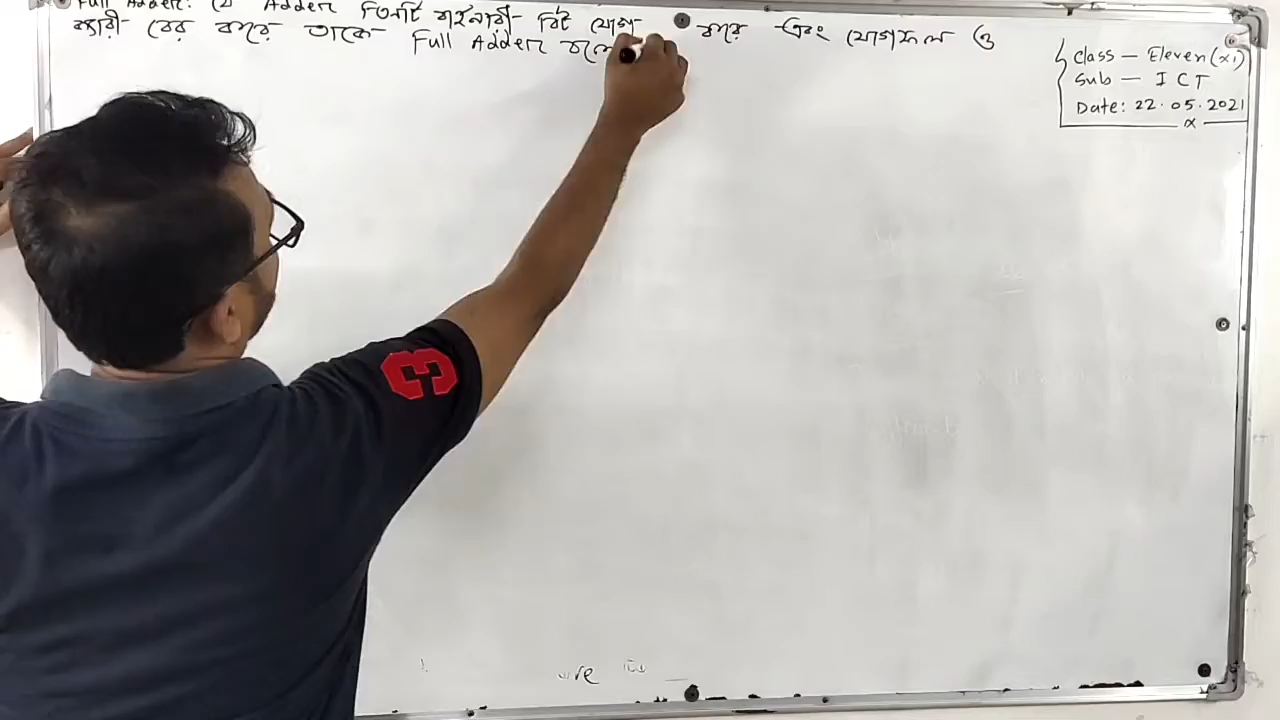 Full Adder: যে Adder তিনটি বাইনারী বিট যোগ করে এবং যোগফল ও
ক্যারী বের করে তাকে Full Adder বলে
Class — Eleven (XI)
Sub — ICT
Date: 22.05.2021
x